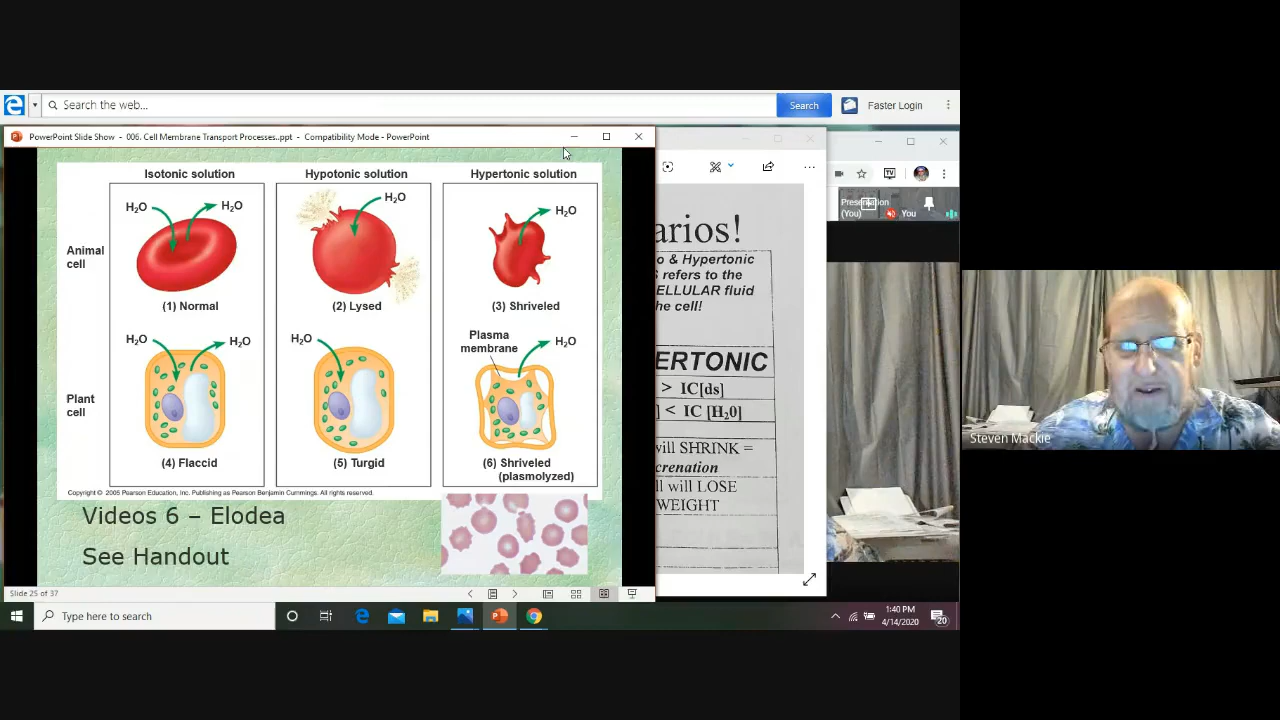 Search the web...
Search
Faster Login
PowerPoint Slide Show - 006. Cell Membrane Transport Processes..ppt - Compatibility Mode - PowerPoint
Isotonic solution
Hypotonic solution
Hypertonic solution
Animal
cell
H₂O
H₂O
H₂O
H₂O
(1) Normal
(2) Lysed
(3) Shriveled
Plant
cell
H₂O
H₂O
H₂O
Plasma
membrane
H₂O
(4) Flaccid
(5) Turgid
(6) Shriveled
(plasmolyzed)
Copyright © 2005 Pearson Education, Inc. Publishing as Pearson Benjamin Cummings. All rights reserved.
Videos 6 – Elodea
See Handout
Slide 25 of 37
arios!
o & Hypertonic
S refers to the
ELLULAR fluid
he cell!
ERTONIC
> IC[ds]
] < IC [H₂0]
will SHRINK =
crenation
ll will LOSE
WEIGHT
TV
(You)
You
Steven Mackie
Type here to search
1:40 PM
4/14/2020
20